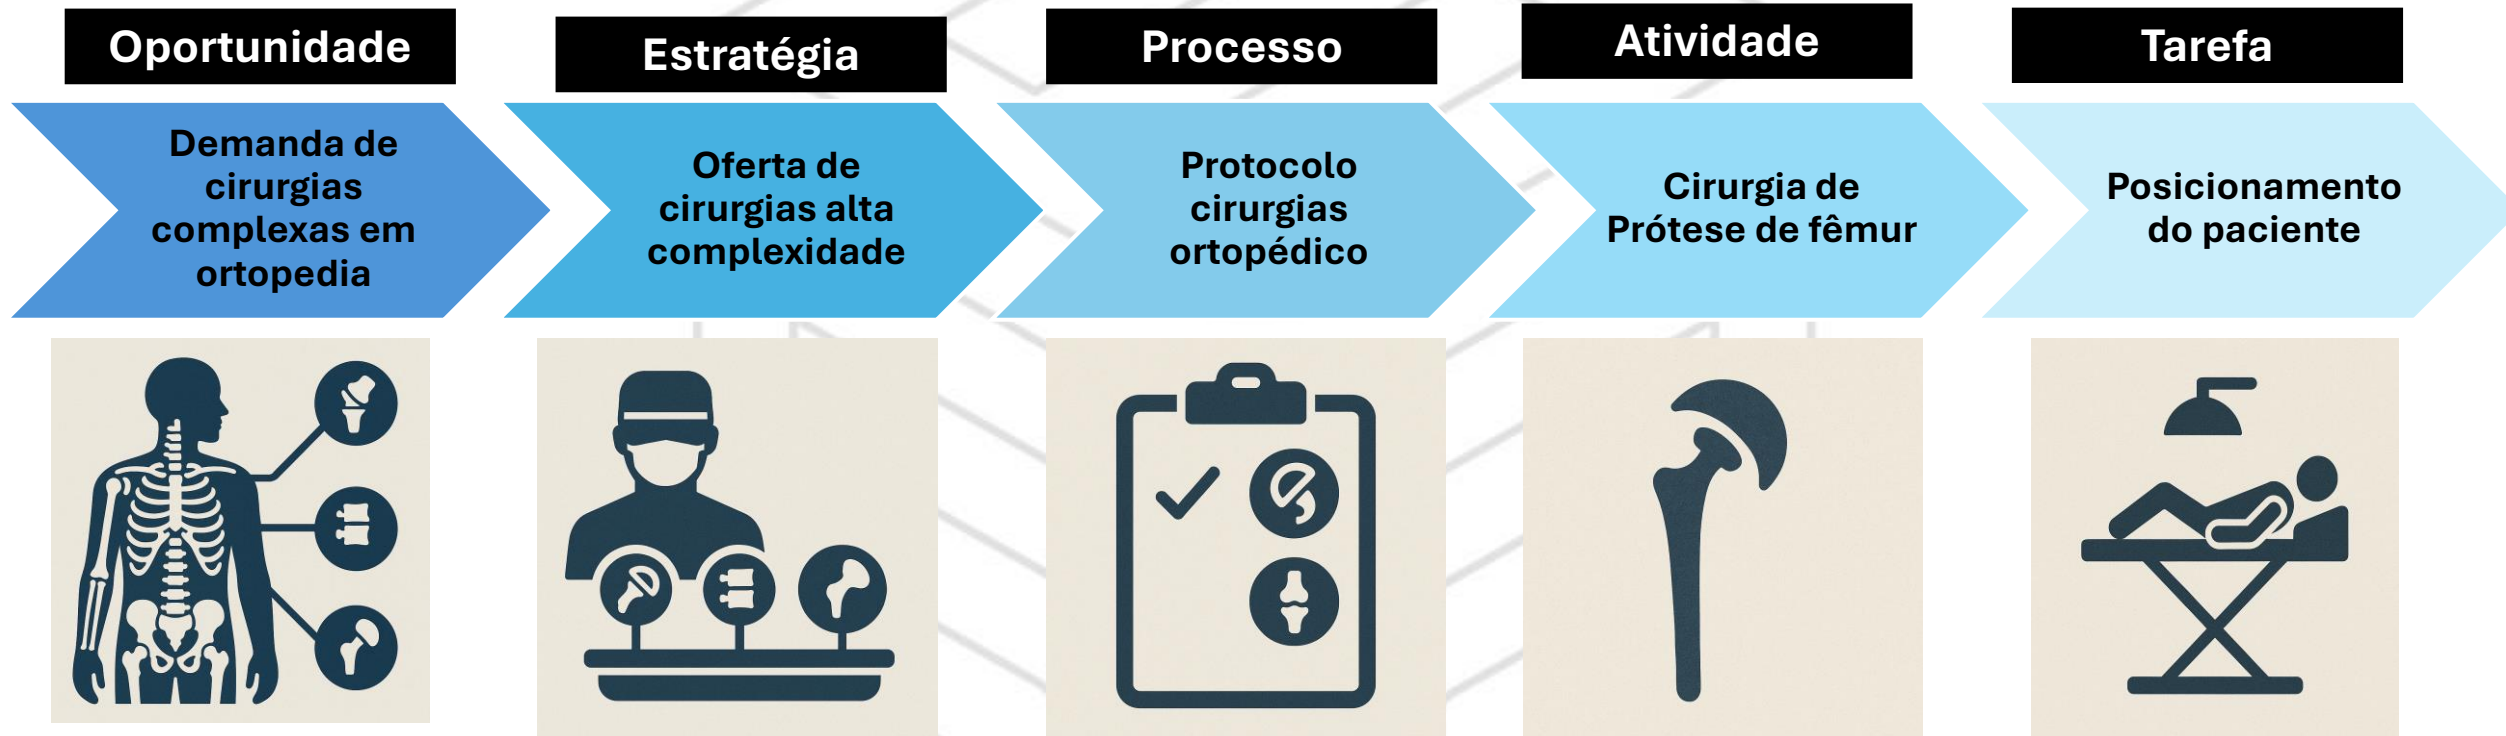 Oportunidade
Estratégia
Processo
Atividade
Tarefa
Demanda de
cirurgias
complexas em
ortopedia
Oferta de
cirurgias alta
complexidade
Protocolo
cirurgias
ortopédico
Cirurgia de
Prótese de fêmur
Posicionamento
do paciente